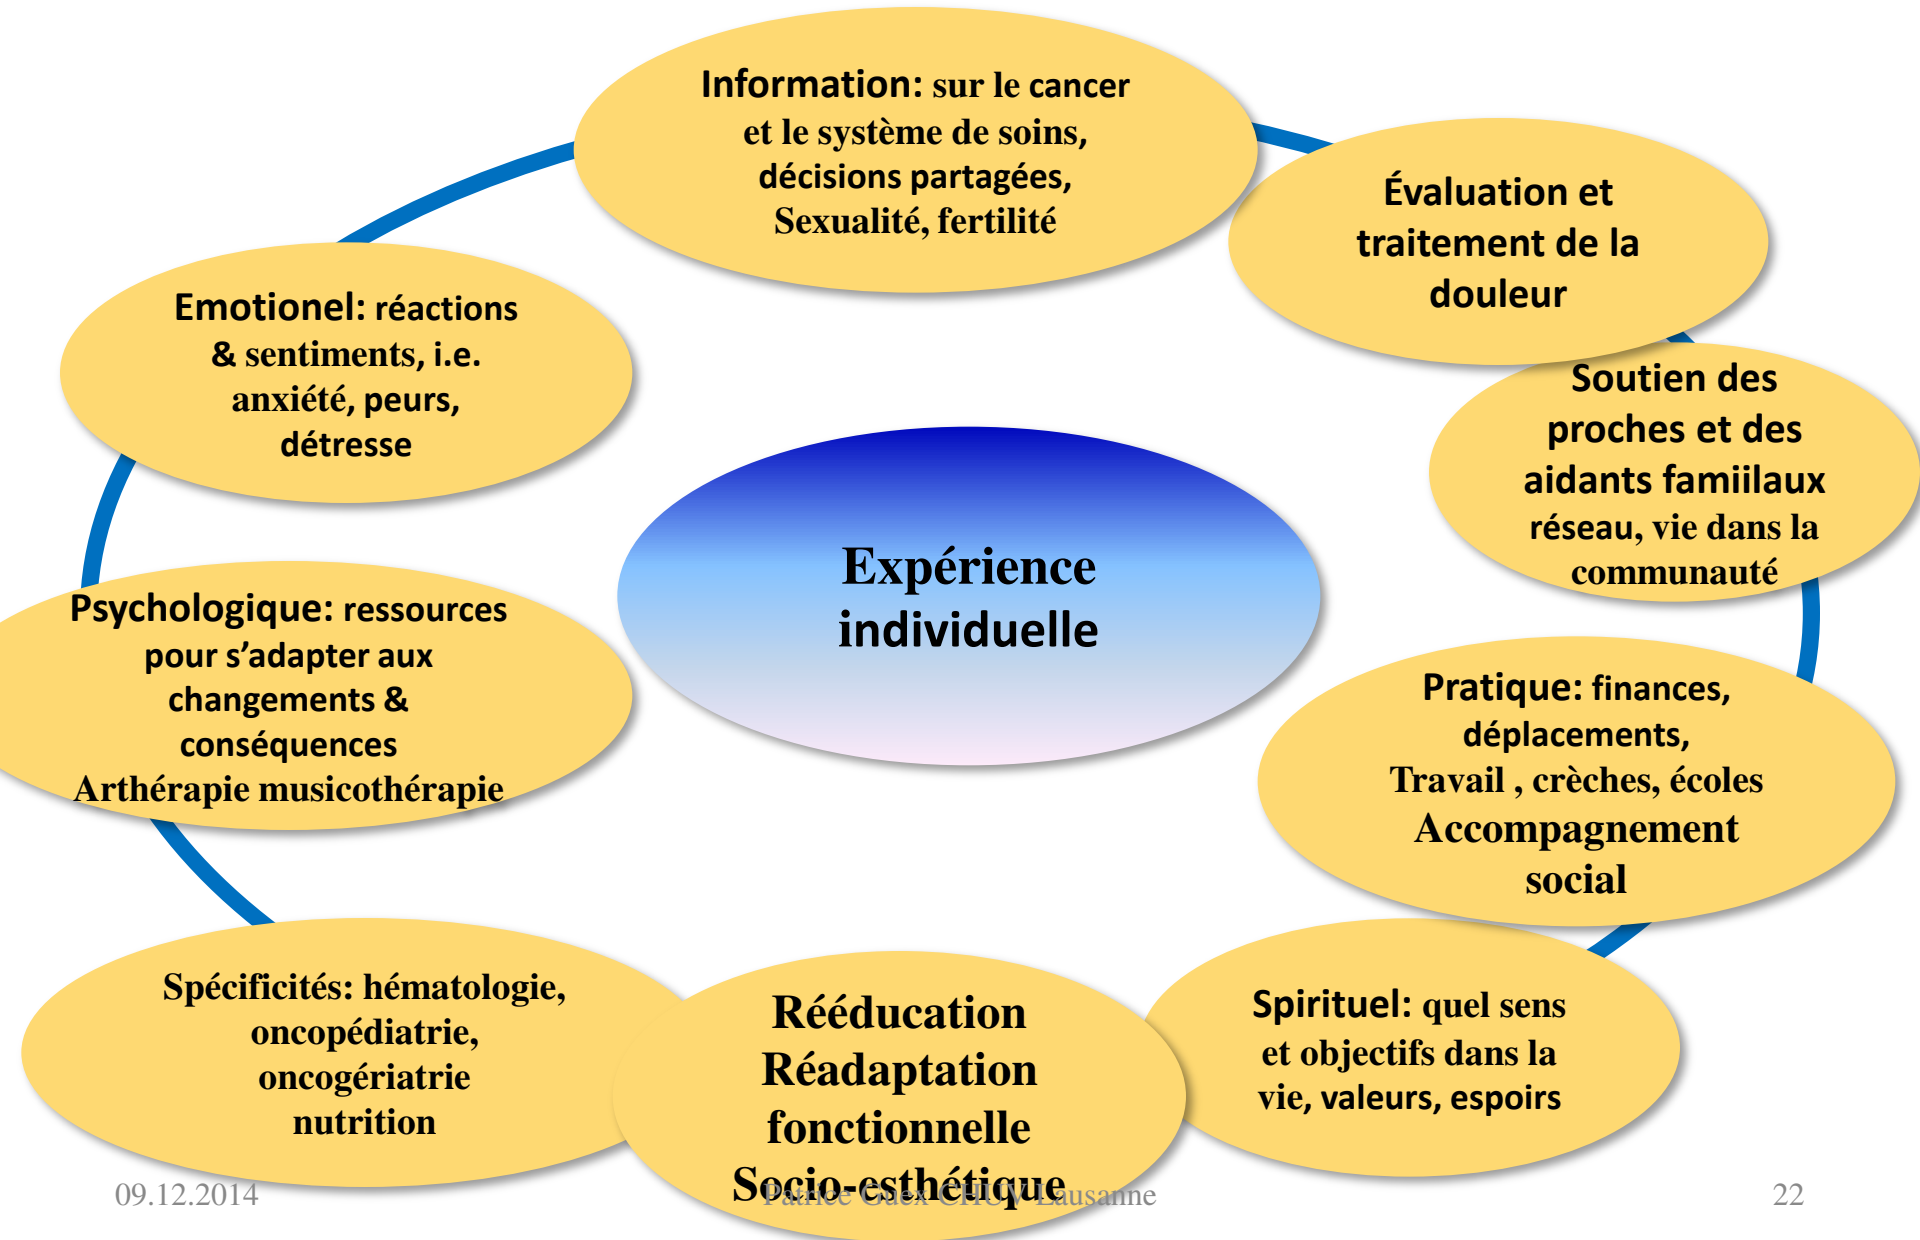 Information: sur le cancer
et le système de soins,
décisions partagées,
Sexualité, fertilité
Évaluation et
traitement de la
douleur
Soutien des
proches et des
aidants famiilaux
réseau, vie dans la
communauté
Pratique: finances,
déplacements,
Travail , crèches, écoles
Accompagnement
social
Spirituel: quel sens
et objectifs dans la
vie, valeurs, espoirs
Rééducation
Réadaptation
fonctionnelle
Socio-esthétique
Spécificités: hématologie,
oncopédiatrie,
oncogériatrie
nutrition
Psychologique: ressources
pour s’adapter aux
changements &
conséquences
Arthérapie musicothérapie
Emotionel: réactions
& sentiments, i.e.
anxiété, peurs,
détresse
Expérience
individuelle
09.12.2014
Patrice Guex CHUV Lausanne
22